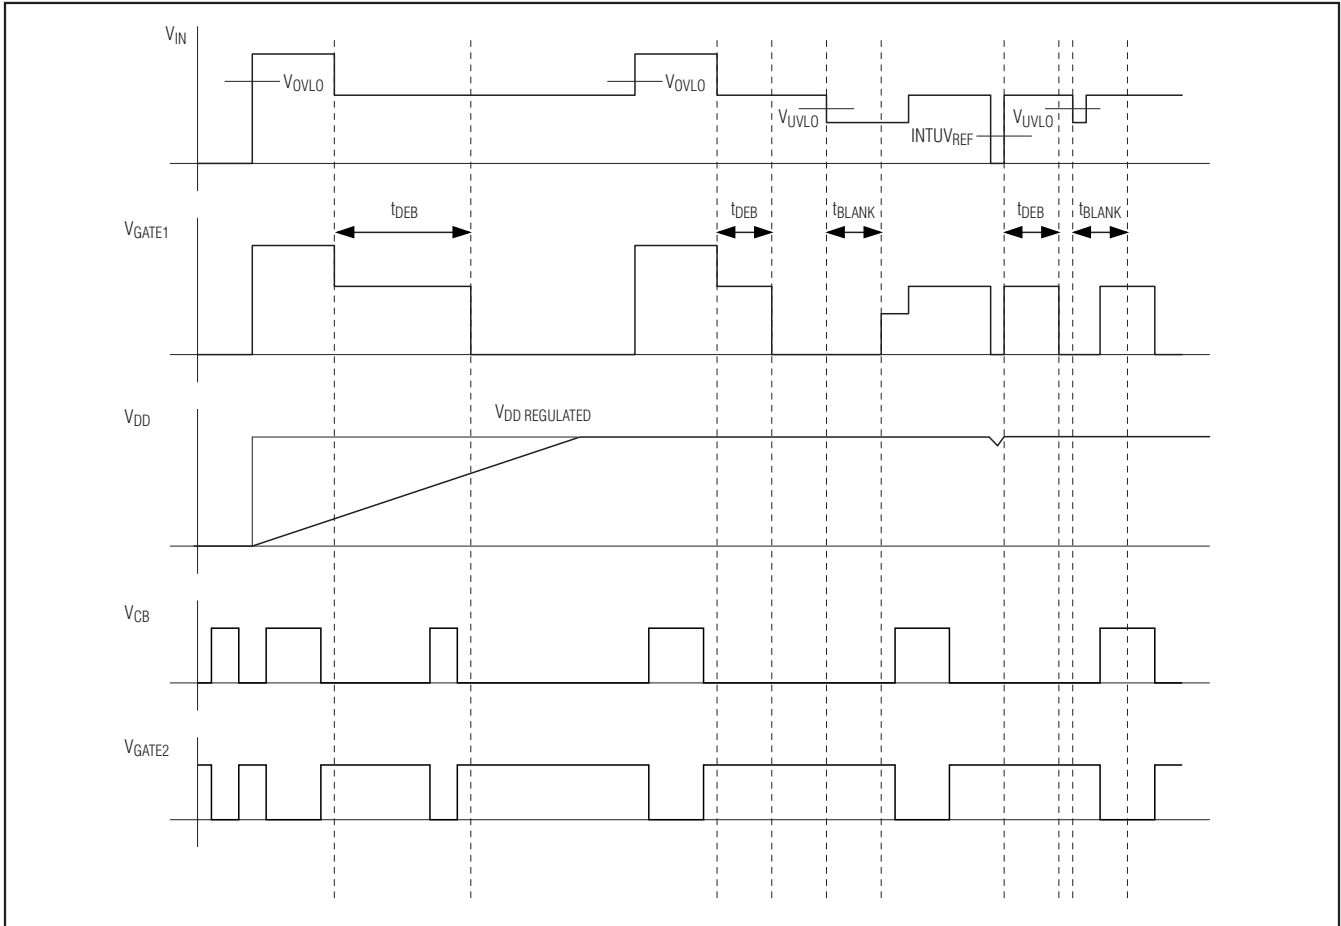 VIN
VOVLO
VOVLO
VUVLO
INTUVREF
VUVLO
VGATE1
tDEB
tDEB
tBLANK
tDEB
tBLANK
VDD
VDD REGULATED
VCB
VGATE2